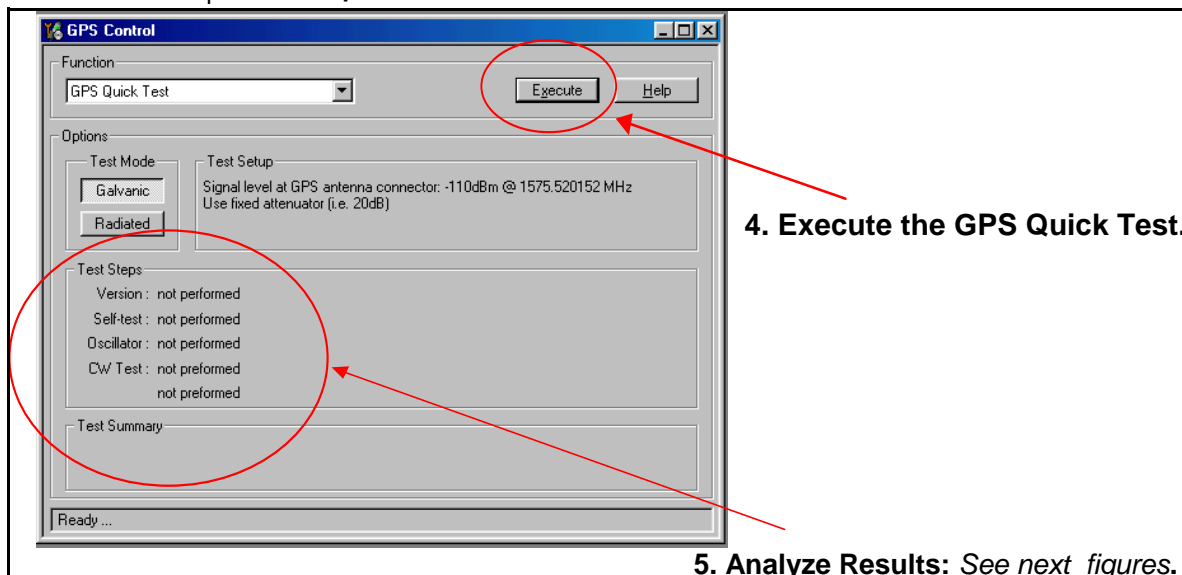 GPS Control
Function
GPS Quick Test
Execute
Help
Options
Test Mode
Galvanic
Radiated
Test Setup
Signal level at GPS antenna connector: -110dBm @ 1575.520152 MHz
Use fixed attenuator (i.e. 20dB)
4. Execute the GPS Quick Test.
Test Steps
Version : not performed
Self-test : not performed
Oscillator : not performed
CW Test : not preformed
not preformed
Test Summary
Ready ...
5. Analyze Results: See next figures.